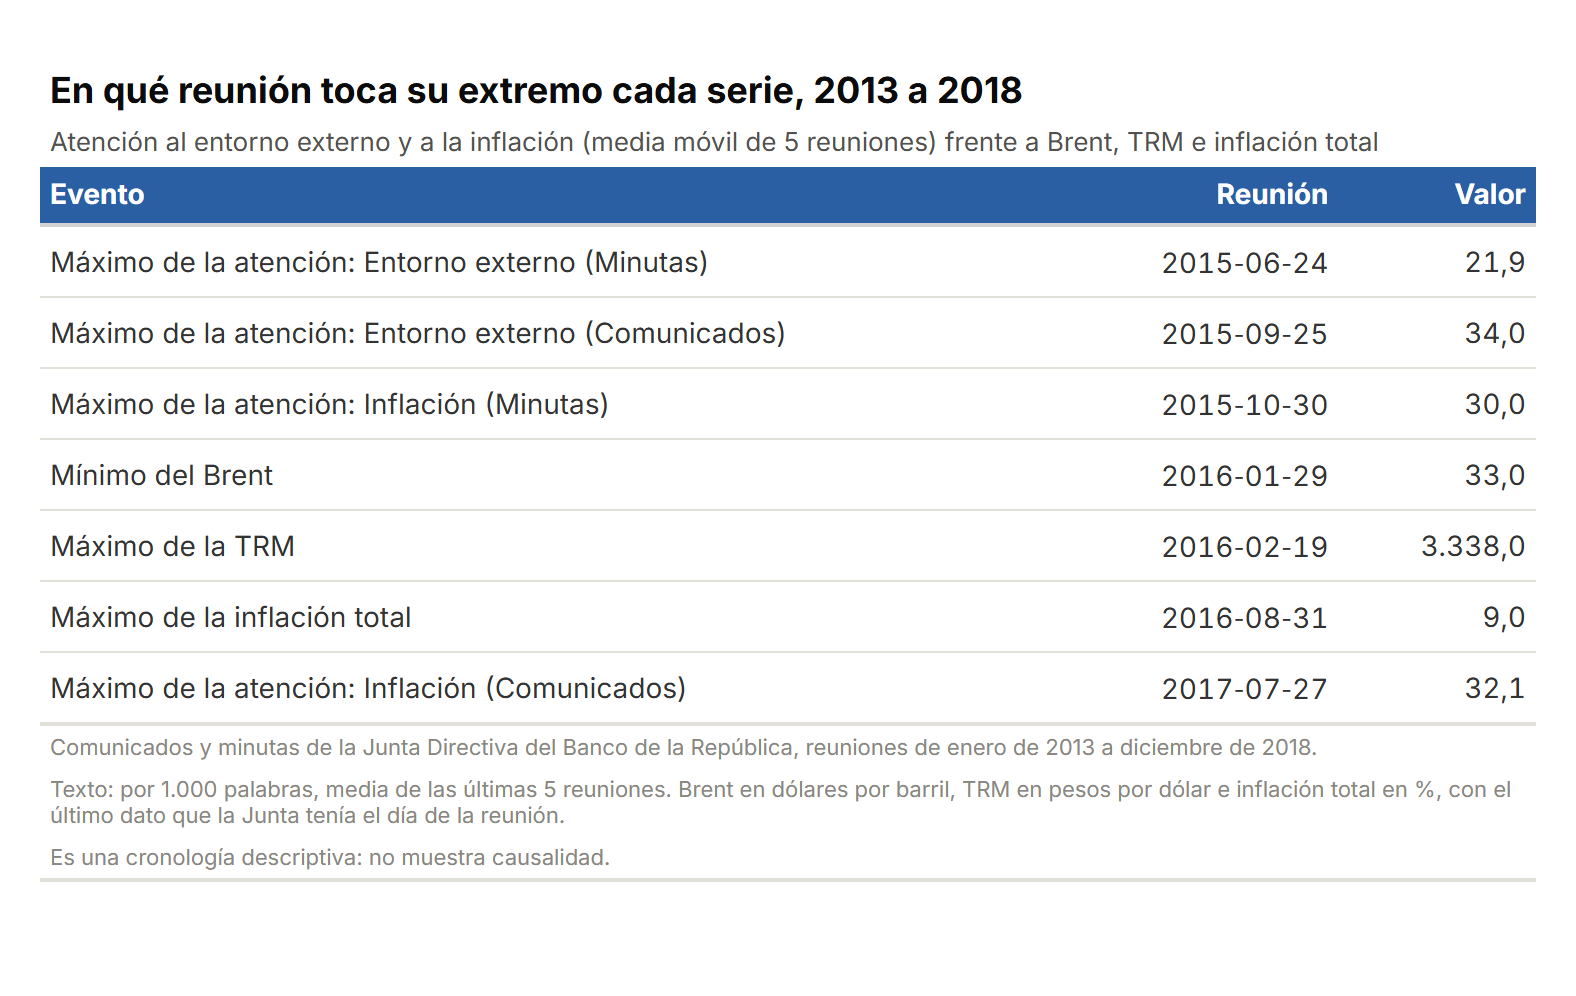 En qué reunión toca su extremo cada serie, 2013 a 2018
Atención al entorno externo y a la inflación (media móvil de 5 reuniones) frente a Brent, TRM e inflación total
Evento Reunión Valor
Máximo de la atención: Entorno externo (Minutas) 2015-06-24 21,9
Máximo de la atención: Entorno externo (Comunicados) 2015-09-25 34,0
Máximo de la atención: Inflación (Minutas) 2015-10-30 30,0
Mínimo del Brent 2016-01-29 33,0
Máximo de la TRM 2016-02-19 3.338,0
Máximo de la inflación total 2016-08-31 9,0
Máximo de la atención: Inflación (Comunicados) 2017-07-27 32,1
Comunicados y minutas de la Junta Directiva del Banco de la República, reuniones de enero de 2013 a diciembre de 2018.
Texto: por 1.000 palabras, media de las últimas 5 reuniones. Brent en dólares por barril, TRM en pesos por dólar e inflación total en %, con el
último dato que la Junta tenía el día de la reunión.
Es una cronología descriptiva: no muestra causalidad.